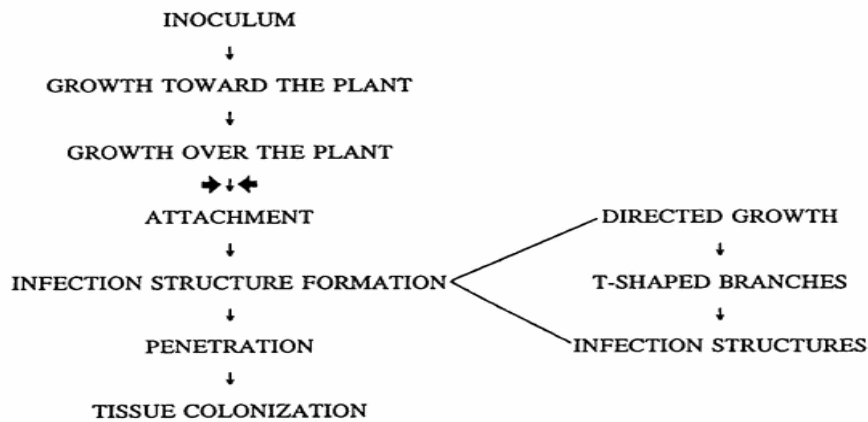 INOCULUM
GROWTH TOWARD THE PLANT
GROWTH OVER THE PLANT
ATTACHMENT
INFECTION STRUCTURE FORMATION
PENETRATION
TISSUE COLONIZATION
DIRECTED GROWTH
T-SHAPED BRANCHES
INFECTION STRUCTURES